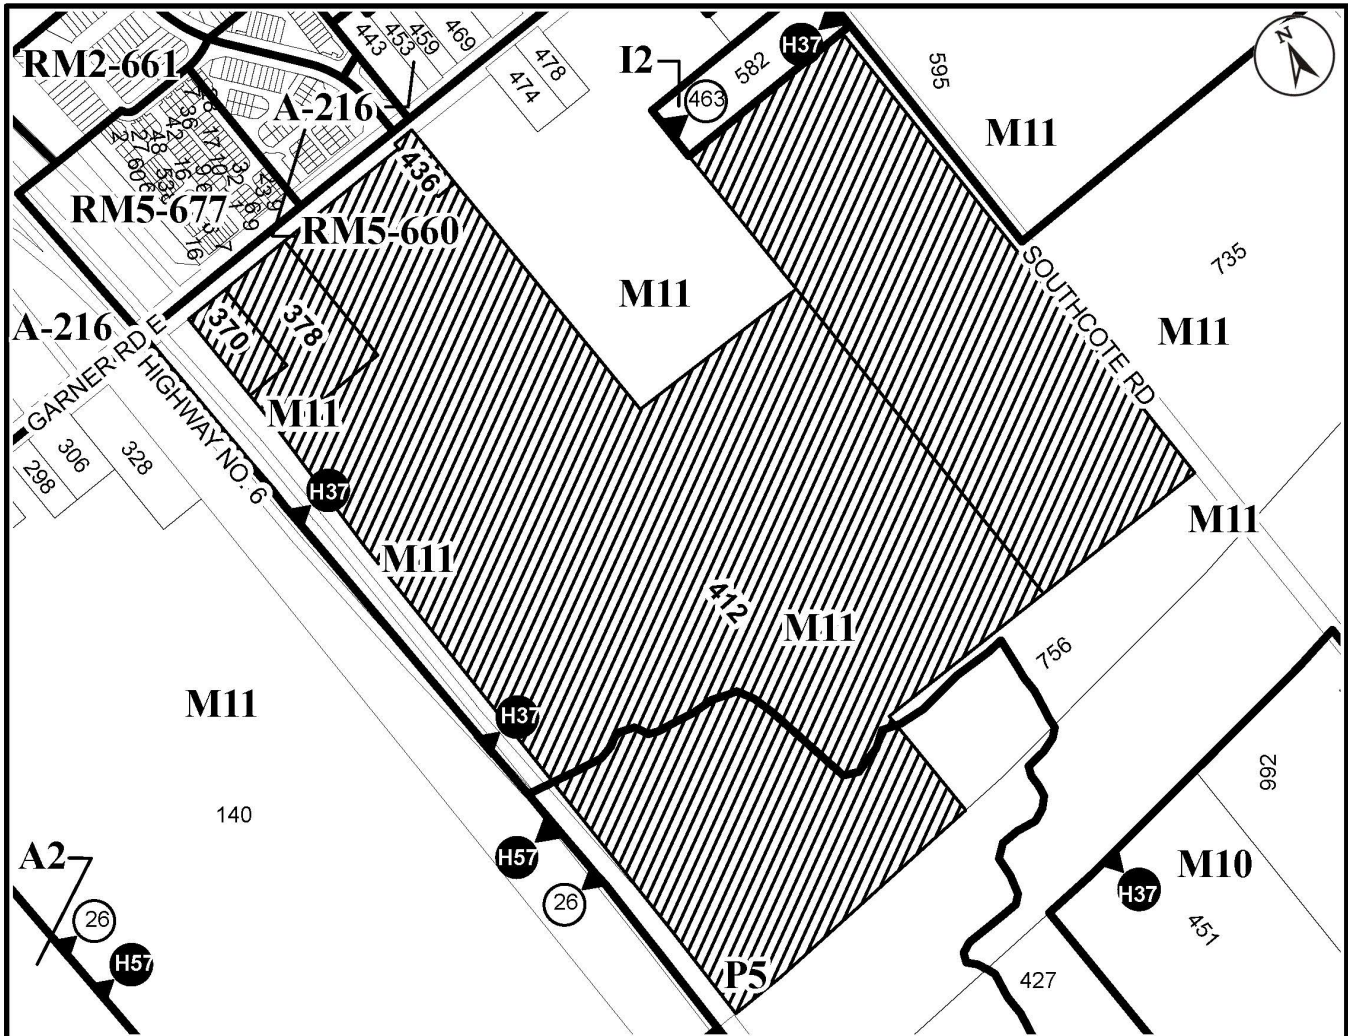 443
453
459
469
478
474
RM2-661
A-216
RM5-677
RM5-660
16
I2
463
582
H37
595
N
M11
735
M11
436
M11
370
378
A-216
GARNER RD E
HIGHWAY NO. 6
SOUTHCOTE RD
M11
298
306
328
H37
M11
M11
412
M11
756
M11
H37
140
992
H57
26
A2
26
H57
M10
H37
451
P5
427